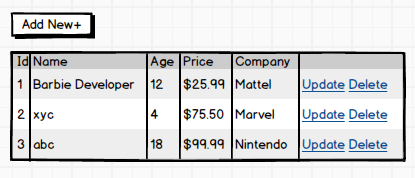 Add New+
Id Name Age Price Company
1 Barbie Developer 12 $25.99 Mattel Update Delete
2 xyc 4 $75.50 Marvel Update Delete
3 abc 18 $99.99 Nintendo Update Delete